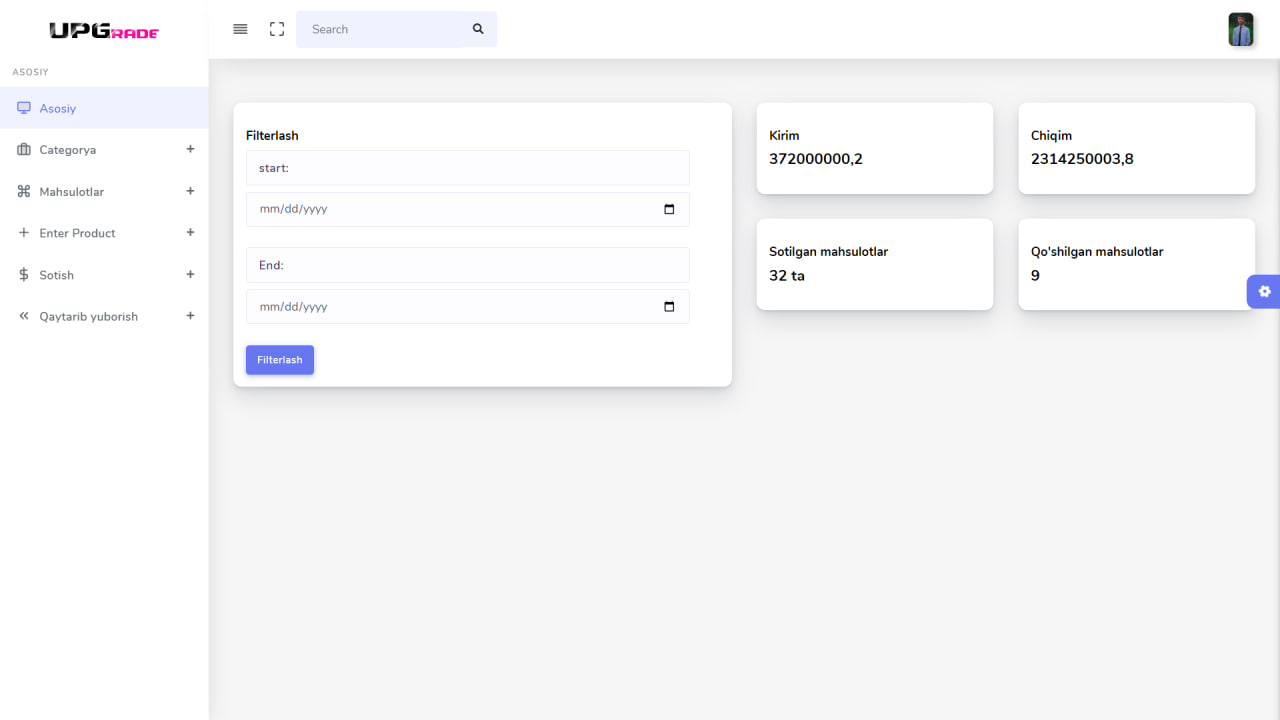 UPGRADE
Search
ASOSIY
Asosiy
Categorya
Mahsulotlar
Enter Product
Sotish
Qaytarib yuborish
Filterlash
start:
mm/dd/yyyy
End:
mm/dd/yyyy
Filterlash
Kirim
372000000,2
Chiqim
2314250003,8
Sotilgan mahsulotlar
32 ta
Qo'shilgan mahsulotlar
9